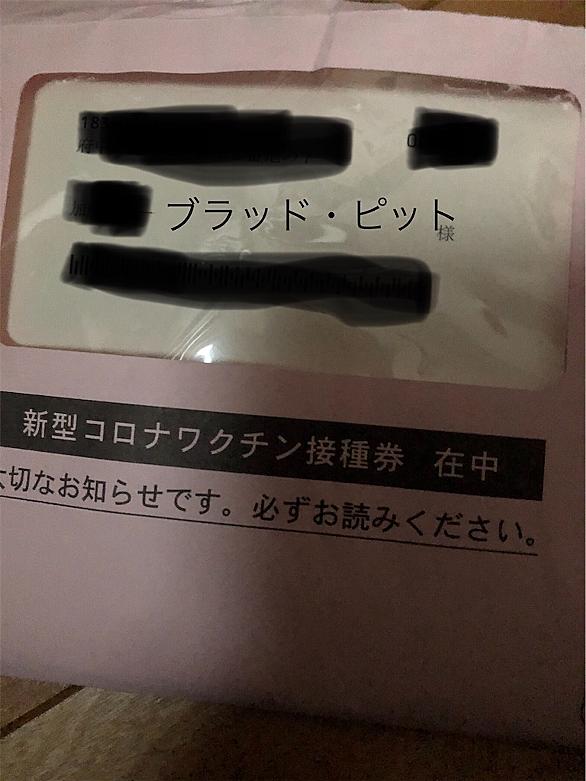 ブラッド・ピット
様
新型コロナワクチン接種券 在中
切なお知らせです。必ずお読みください。